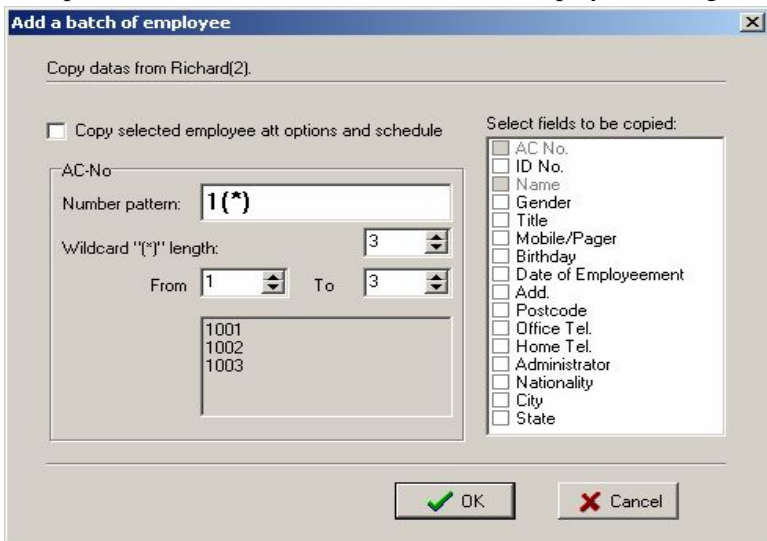 Add a batch of employee
Copy datas from Richard(2).
Copy selected employee att options and schedule
AC-No
Number pattern: 1(*)
Wildcard "(*)" length: 3
From 1 To 3
1001
1002
1003
Select fields to be copied:
AC No.
ID No.
Name
Gender
Title
Mobile/Pager
Birthday
Date of Employeement
Add.
Postcode
Office Tel.
Home Tel.
Administrator
Nationality
City
State
OK Cancel